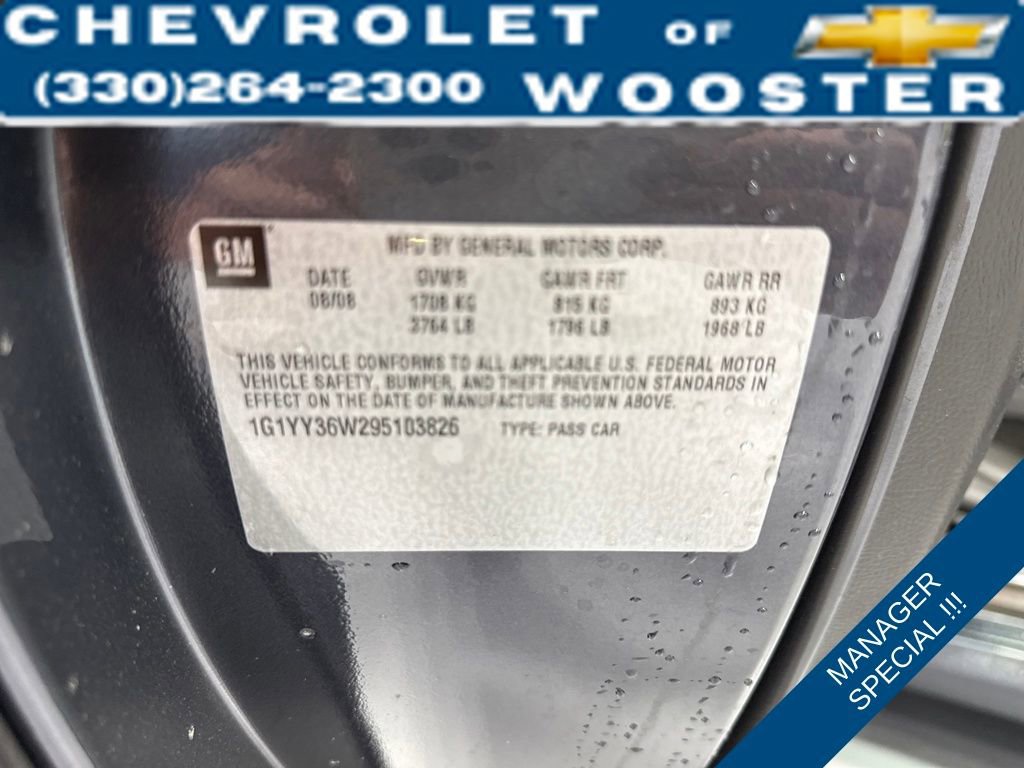 CHEVROLET OF
(330)264-2300 WOOSTER
GM
MFD BY GENERAL MOTORS CORP.
DATE GVWR GAWR FRT GAWR RR
08/08 1708 KG 815 KG 893 KG
3764 LB 1796 LB 1968 LB
THIS VEHICLE CONFORMS TO ALL APPLICABLE U.S. FEDERAL MOTOR
VEHICLE SAFETY, BUMPER, AND THEFT PREVENTION STANDARDS IN
EFFECT ON THE DATE OF MANUFACTURE SHOWN ABOVE.
1G1YY36W295103826 TYPE: PASS CAR
MANAGER
SPECIAL !!!